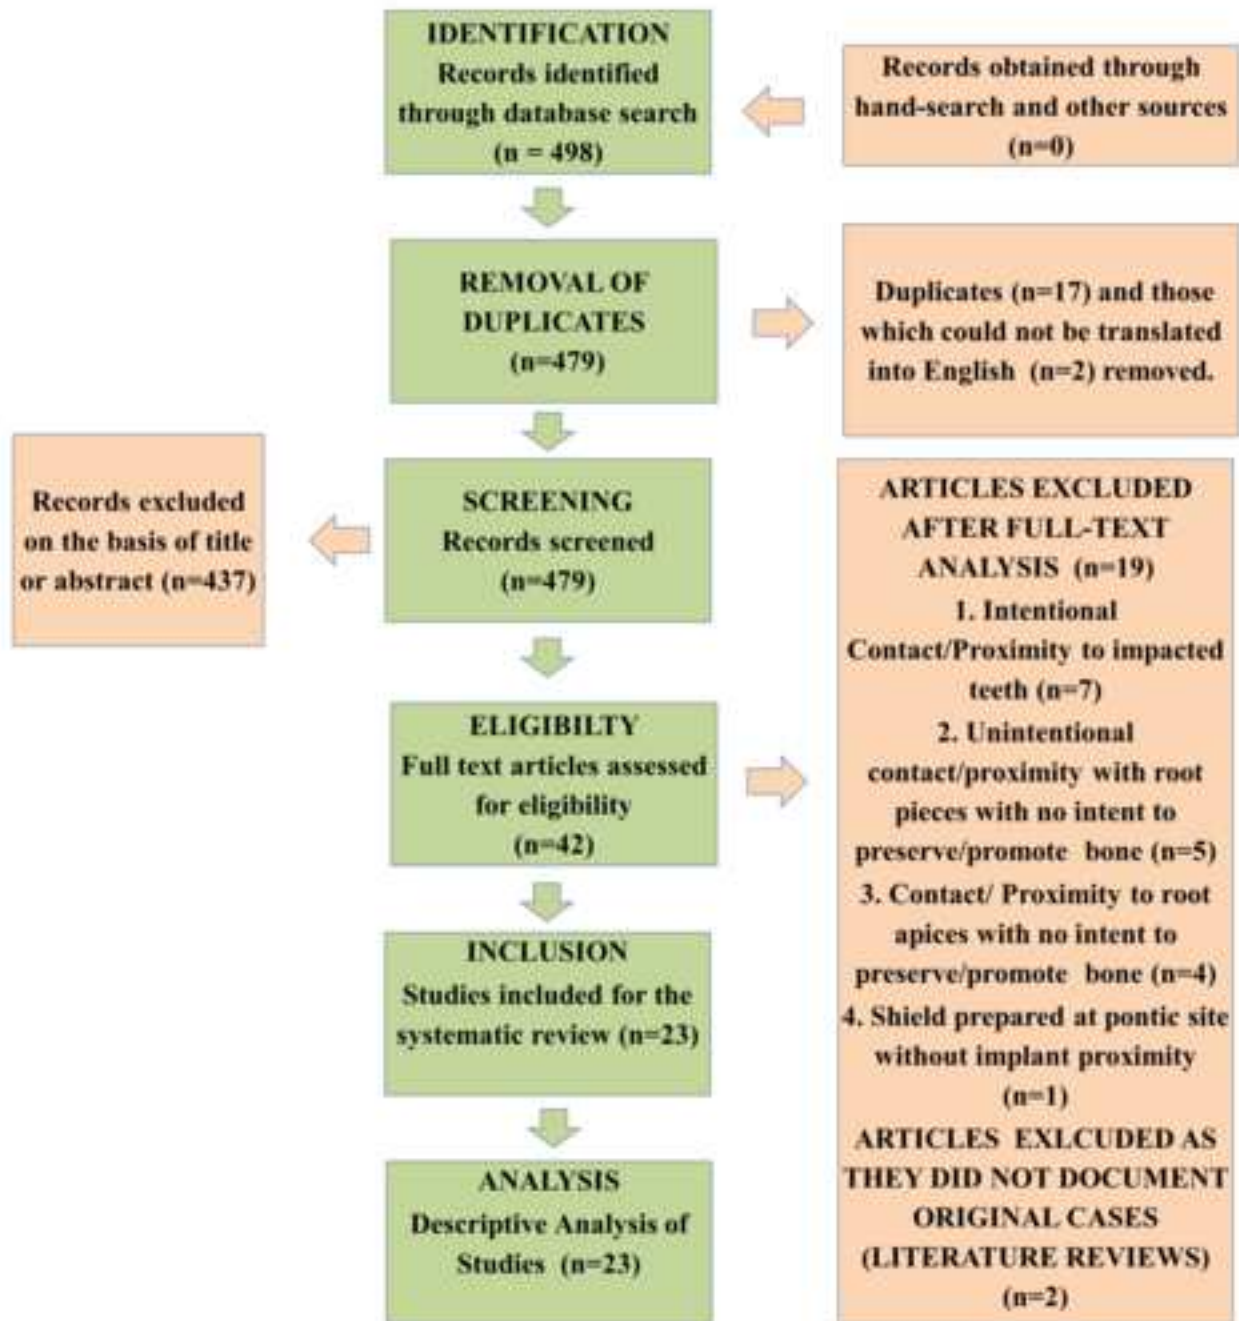 IDENTIFICATION
Records identified
through database search
(n = 498)
Records obtained through
hand-search and other sources
(n=0)
REMOVAL OF
DUPLICATES
(n=479)
Duplicates (n=17) and those
which could not be translated
into English (n=2) removed.
SCREENING
Records screened
(n=479)
Records excluded
on the basis of title
or abstract (n=437)
ELIGIBILTY
Full text articles assessed
for eligibility
(n=42)
ARTICLES EXCLUDED
AFTER FULL-TEXT
ANALYSIS (n=19)
1. Intentional
Contact/Proximity to impacted
teeth (n=7)
2. Unintentional
contact/proximity with root
pieces with no intent to
preserve/promote bone (n=5)
3. Contact/ Proximity to root
apices with no intent to
preserve/promote bone (n=4)
4. Shield prepared at pontic site
without implant proximity
(n=1)
ARTICLES EXLCUDED AS
THEY DID NOT DOCUMENT
ORIGINAL CASES
(LITERATURE REVIEWS)
(n=2)
INCLUSION
Studies included for the
systematic review (n=23)
ANALYSIS
Descriptive Analysis of
Studies (n=23)